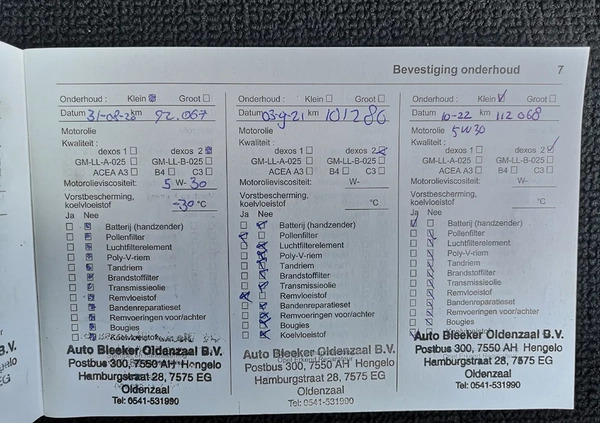 Bevestiging onderhoud 7
Onderhoud : Klein Groot
Datum 31-08-20 km 92.067
Motorolie
Kwaliteit :
dexos 1 dexos 2
GM-LL-A-025 GM-LL-B-025
ACEA A3 B4 C3
Motorolieviscositeit: 5 W- 30
Vorstbescherming,
koelvloeistof -30 °C
Ja Nee
Batterij (handzender)
Pollenfilter
Luchtfilterelement
Poly-V-riem
Tandriem
Brandstoffilter
Transmissieolie
Remvloeistof
Bandenreparatieset
Remvoeringen voor/achter
Bougies
Koelvloeistof
Auto Bleeker Oldenzaal B.V.
Postbus 300, 7550 AH Hengelo
Hamburgstraat 28, 7575 EG
Oldenzaal
Tel: 0541-531990
Onderhoud : Klein Groot
Datum 03-9-21 km 101280
Motorolie
Kwaliteit :
dexos 1 dexos 2
GM-LL-A-025 GM-LL-B-025
ACEA A3 B4 C3
Motorolieviscositeit: W-
Vorstbescherming,
koelvloeistof °C
Ja Nee
Batterij (handzender)
Pollenfilter
Luchtfilterelement
Poly-V-riem
Tandriem
Brandstoffilter
Transmissieolie
Remvloeistof
Bandenreparatieset
Remvoeringen voor/achter
Bougies
Koelvloeistof
Auto Bleeker Oldenzaal B.V.
Postbus 300, 7550 AH Hengelo
Hamburgstraat 28, 7575 EG
Oldenzaal
Tel: 0541-531990
Onderhoud : Klein Groot
Datum 10-22 km 112068
Motorolie 5W30
Kwaliteit :
dexos 1 dexos 2
GM-LL-A-025 GM-LL-B-025
ACEA A3 B4 C3
Motorolieviscositeit: W-
Vorstbescherming,
koelvloeistof °C
Ja Nee
Batterij (handzender)
Pollenfilter
Luchtfilterelement
Poly-V-riem
Tandriem
Brandstoffilter
Transmissieolie
Remvloeistof
Bandenreparatieset
Remvoeringen voor/achter
Bougies
Koelvloeistof
Auto Bleeker Oldenzaal B.V.
Postbus 300, 7550 AH Hengelo
Hamburgstraat 28, 7575 EG
Oldenzaal
Tel: 0541-531990